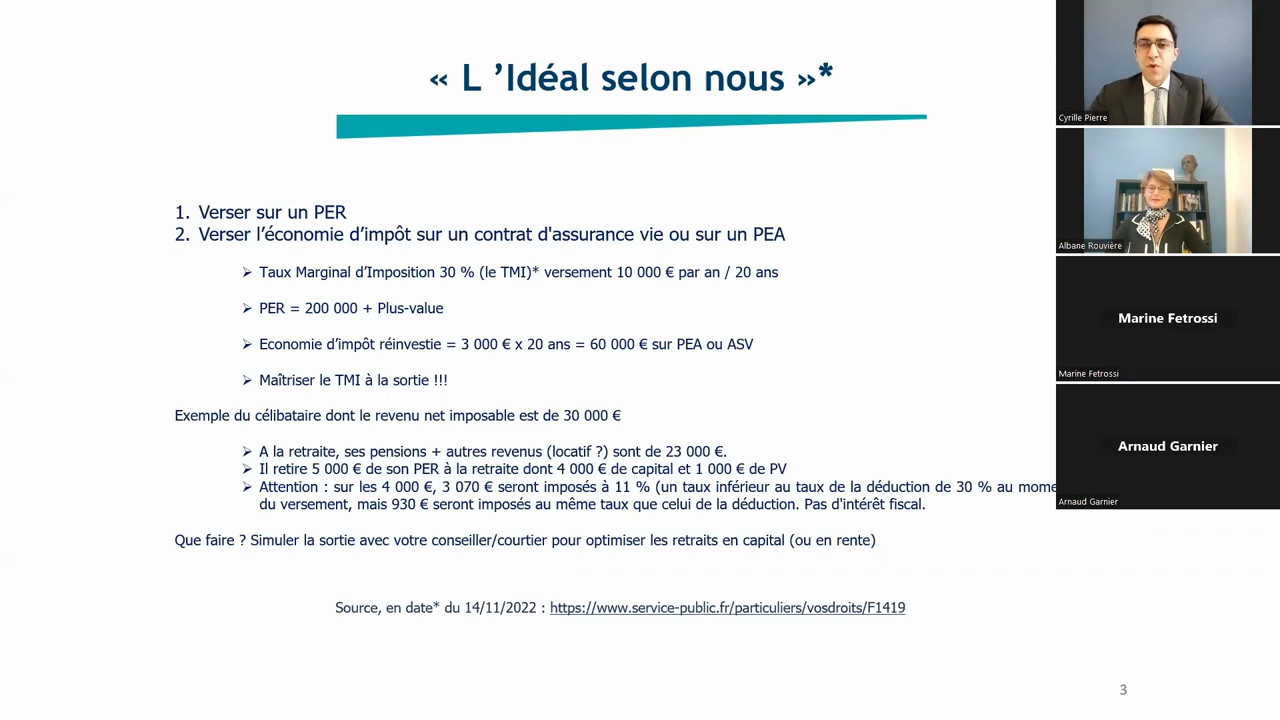 « L ’Idéal selon nous »*
1. Verser sur un PER
2. Verser l’économie d’impôt sur un contrat d'assurance vie ou sur un PEA
➢ Taux Marginal d’Imposition 30 % (le TMI)* versement 10 000 € par an / 20 ans
➢ PER = 200 000 + Plus-value
➢ Economie d’impôt réinvestie = 3 000 € x 20 ans = 60 000 € sur PEA ou ASV
➢ Maîtriser le TMI à la sortie !!!
Exemple du célibataire dont le revenu net imposable est de 30 000 €
➢ A la retraite, ses pensions + autres revenus (locatif ?) sont de 23 000 €.
➢ Il retire 5 000 € de son PER à la retraite dont 4 000 € de capital et 1 000 € de PV
➢ Attention : sur les 4 000 €, 3 070 € seront imposés à 11 % (un taux inférieur au taux de la déduction de 30 % au
du versement, mais 930 € seront imposés au même taux que celui de la déduction. Pas d'intérêt fiscal.
Que faire ? Simuler la sortie avec votre conseiller/courtier pour optimiser les retraits en capital (ou en rente)
Source, en date* du 14/11/2022 : https://www.service-public.fr/particuliers/vosdroits/F1419
3
Cyrille Pierre
Albane Rouvière
Marine Fetrossi
Marine Fetrossi
Arnaud Garnier
Arnaud Garnier